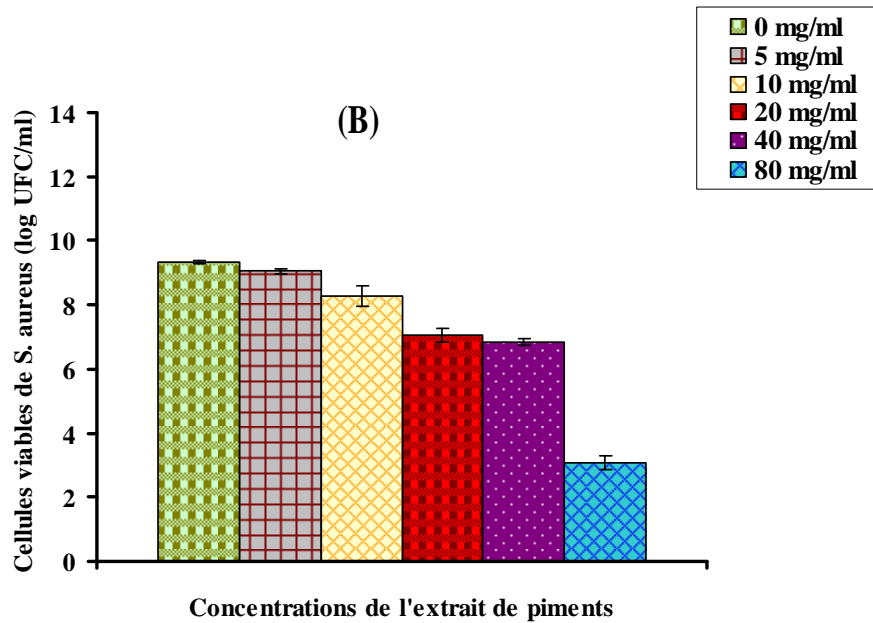 0 mg/ml
5 mg/ml
10 mg/ml
20 mg/ml
40 mg/ml
80 mg/ml
(B)
Cellules viables de S. aureus (log UFC/ml)
14
12
10
8
6
4
2
0
Concentrations de l'extrait de piments